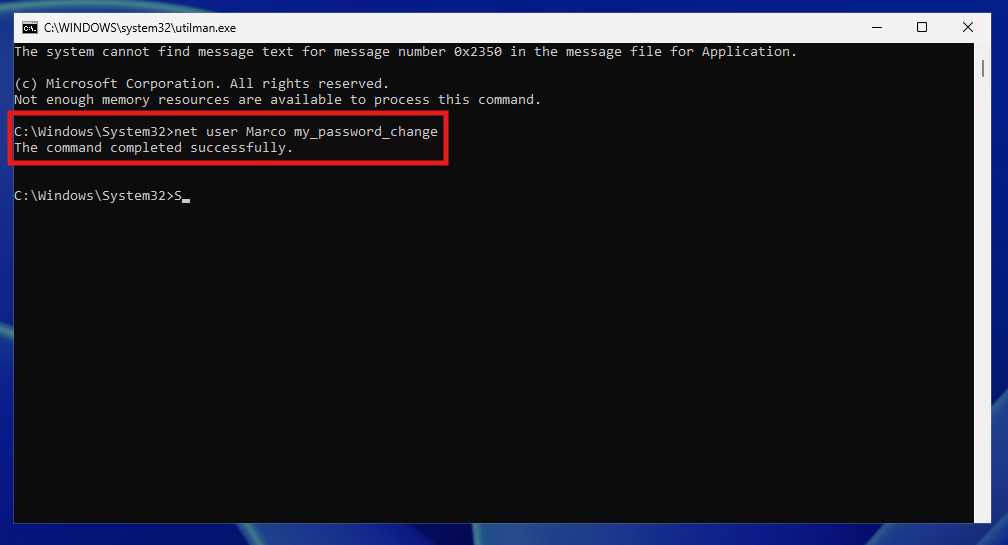 C:\WINDOWS\system32\utilman.exe
The system cannot find message text for message number 0x2350 in the message file for Application.
(c) Microsoft Corporation. All rights reserved.
Not enough memory resources are available to process this command.
C:\Windows\System32>net user Marco my_password_change
The command completed successfully.
C:\Windows\System32>S